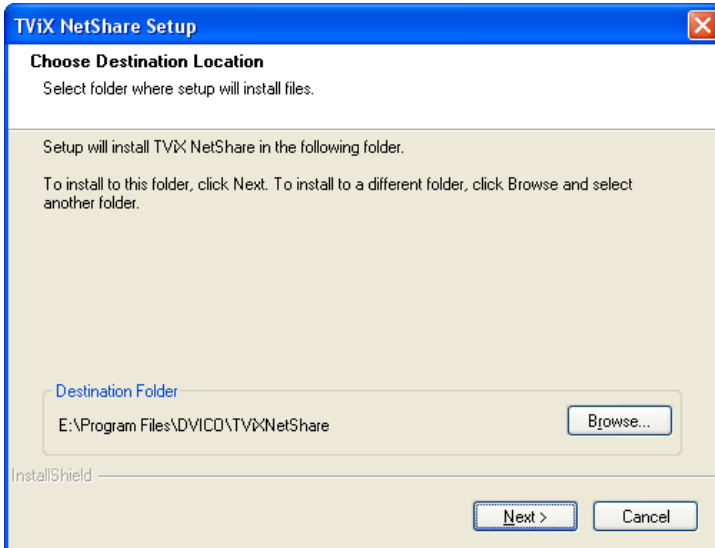 TViX NetShare Setup
Choose Destination Location
Select folder where setup will install files.
Setup will install TViX NetShare in the following folder.
To install to this folder, click Next. To install to a different folder, click Browse and select
another folder.
Destination Folder
E:\Program Files\DVICO\TViXNetShare
Browse...
InstallShield
Next >
Cancel